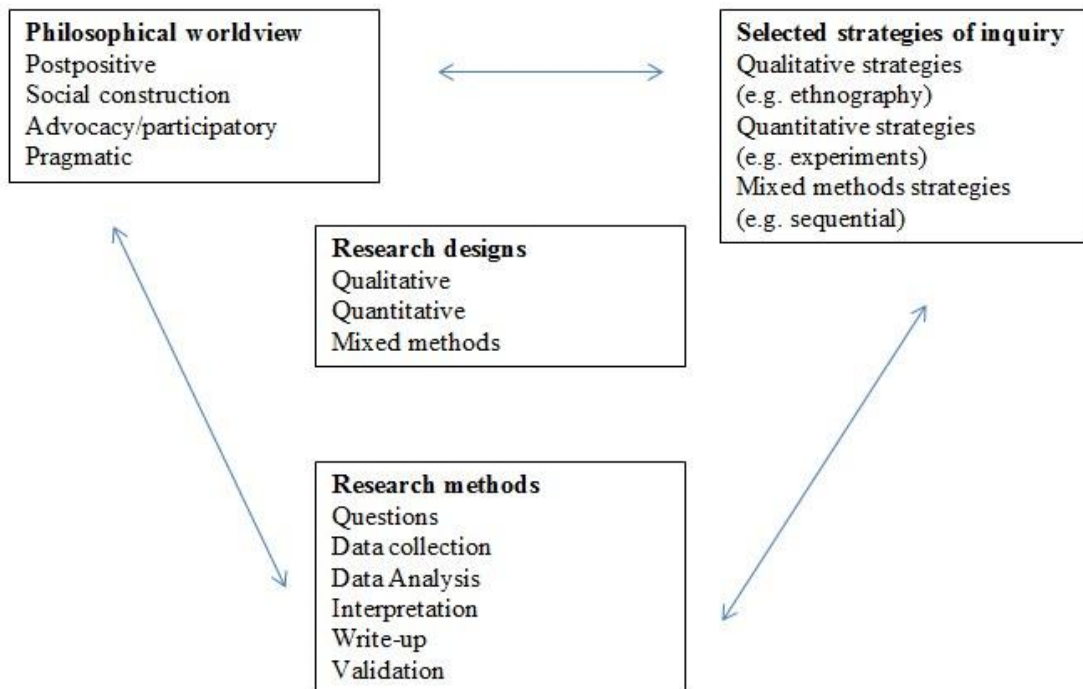 Philosophical worldview
Postpositive
Social construction
Advocacy/participatory
Pragmatic
Selected strategies of inquiry
Qualitative strategies
(e.g. ethnography)
Quantitative strategies
(e.g. experiments)
Mixed methods strategies
(e.g. sequential)
Research designs
Qualitative
Quantitative
Mixed methods
Research methods
Questions
Data collection
Data Analysis
Interpretation
Write-up
Validation